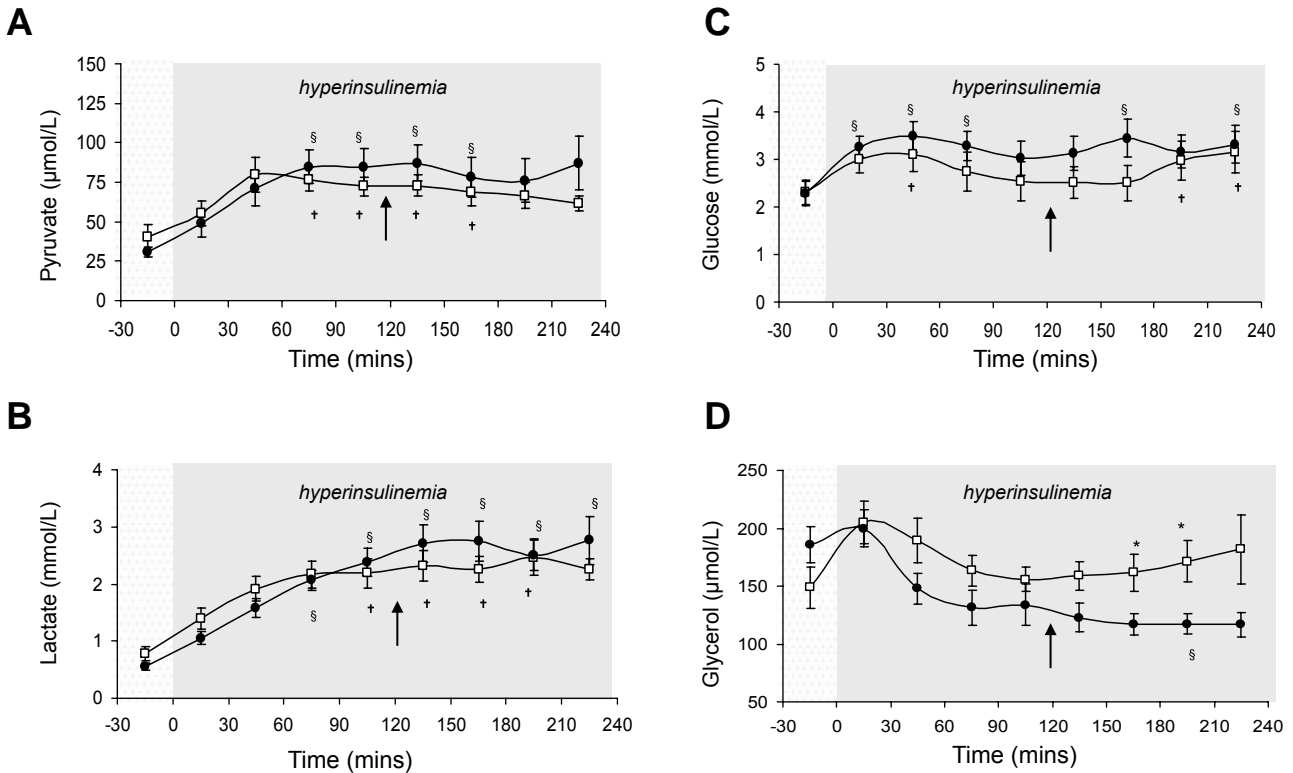 A
150
125
100
75
50
25
0
Pyruvate (µmol/L)
hyperinsulinemia
§ § § §
† † † †
-30 0 30 60 90 120 150 180 210 240
Time (mins)
B
4
3
2
1
0
Lactate (mmol/L)
hyperinsulinemia
§ § § § § §
† † † †
-30 0 30 60 90 120 150 180 210 240
Time (mins)
C
5
4
3
2
1
0
Glucose (mmol/L)
hyperinsulinemia
§ § § § §
† † †
-30 0 30 60 90 120 150 180 210 240
Time (mins)
D
250
200
150
100
50
Glycerol (µmol/L)
hyperinsulinemia
* *
§
-30 0 30 60 90 120 150 180 210 240
Time (mins)